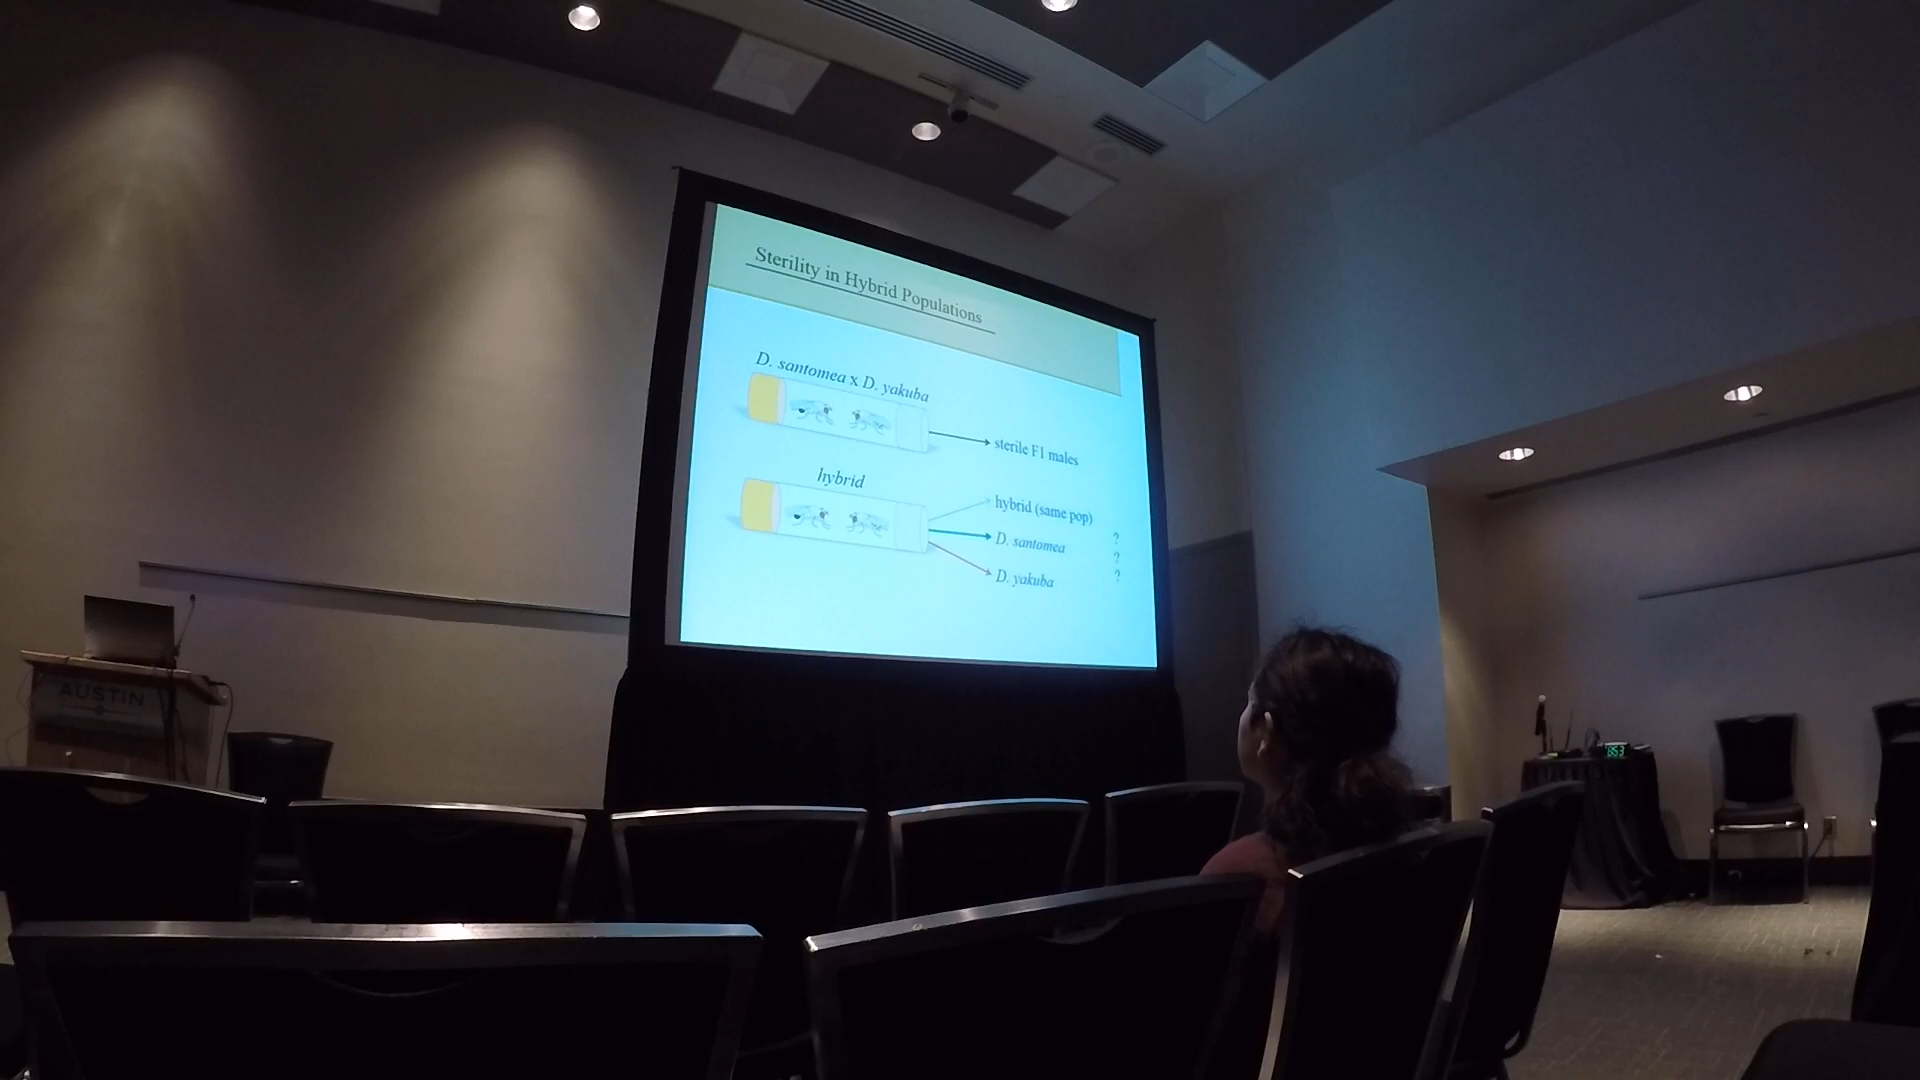 Sterility in Hybrid Populations
D. santomea x D. yakuba
sterile F1 males
hybrid
hybrid (same pop)
D. santomea ?
?
D. yakuba ?
AUSTIN